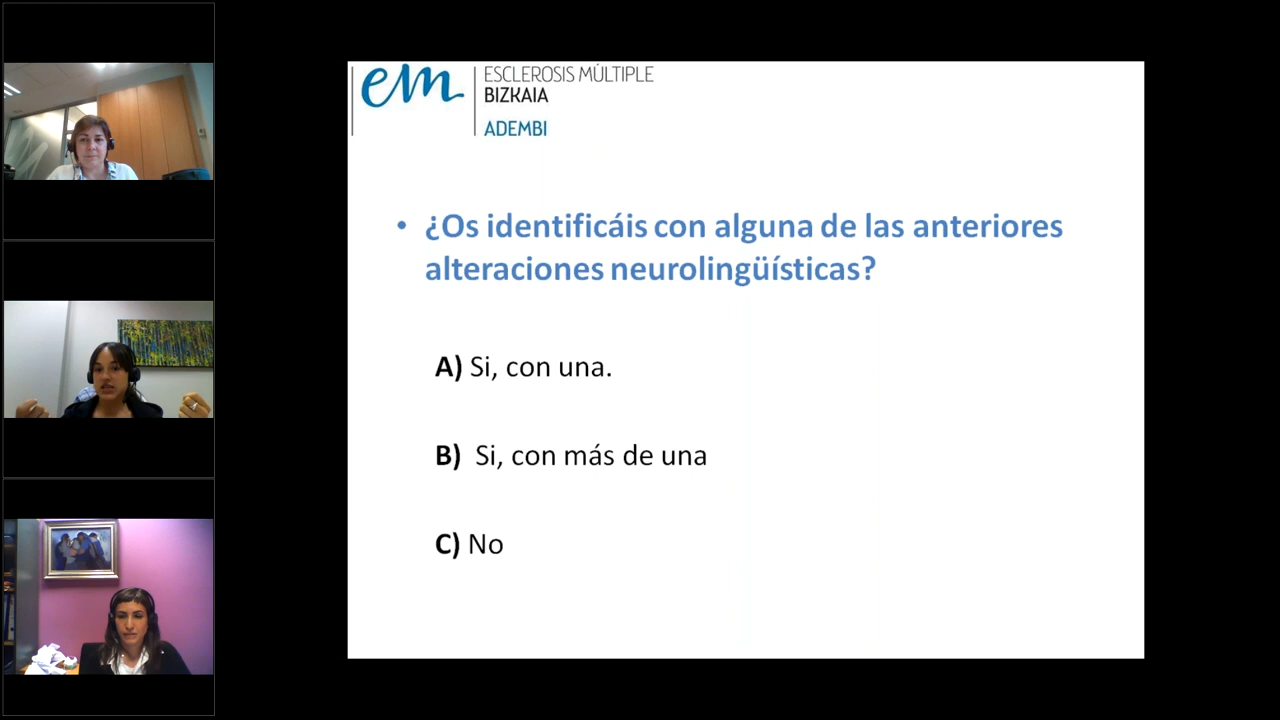 em
ESCLEROSIS MÚLTIPLE
BIZKAIA
ADEMBI
• ¿Os identificáis con alguna de las anteriores
alteraciones neurolingüísticas?
A) Si, con una.
B) Si, con más de una
C) No